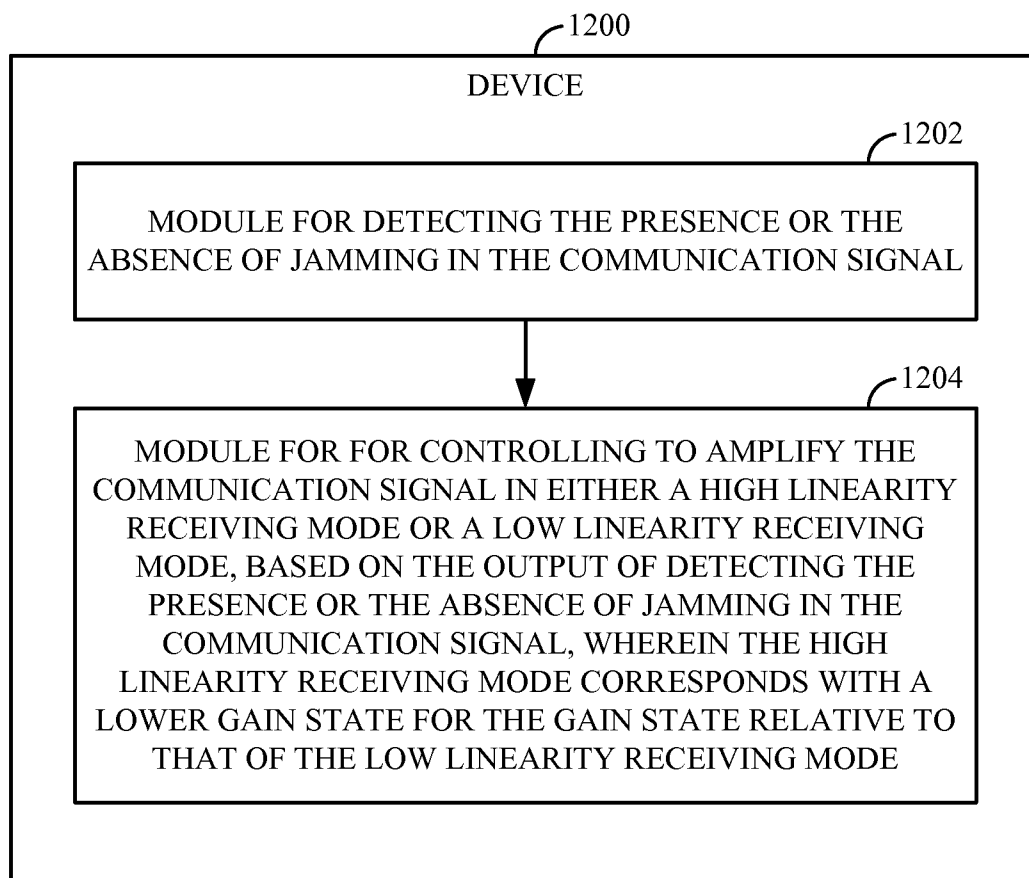 1200
DEVICE
1202
MODULE FOR DETECTING THE PRESENCE OR THE
ABSENCE OF JAMMING IN THE COMMUNICATION SIGNAL
1204
MODULE FOR FOR CONTROLLING TO AMPLIFY THE
COMMUNICATION SIGNAL IN EITHER A HIGH LINEARITY
RECEIVING MODE OR A LOW LINEARITY RECEIVING
MODE, BASED ON THE OUTPUT OF DETECTING THE
PRESENCE OR THE ABSENCE OF JAMMING IN THE
COMMUNICATION SIGNAL, WHEREIN THE HIGH
LINEARITY RECEIVING MODE CORRESPONDS WITH A
LOWER GAIN STATE FOR THE GAIN STATE RELATIVE TO
THAT OF THE LOW LINEARITY RECEIVING MODE